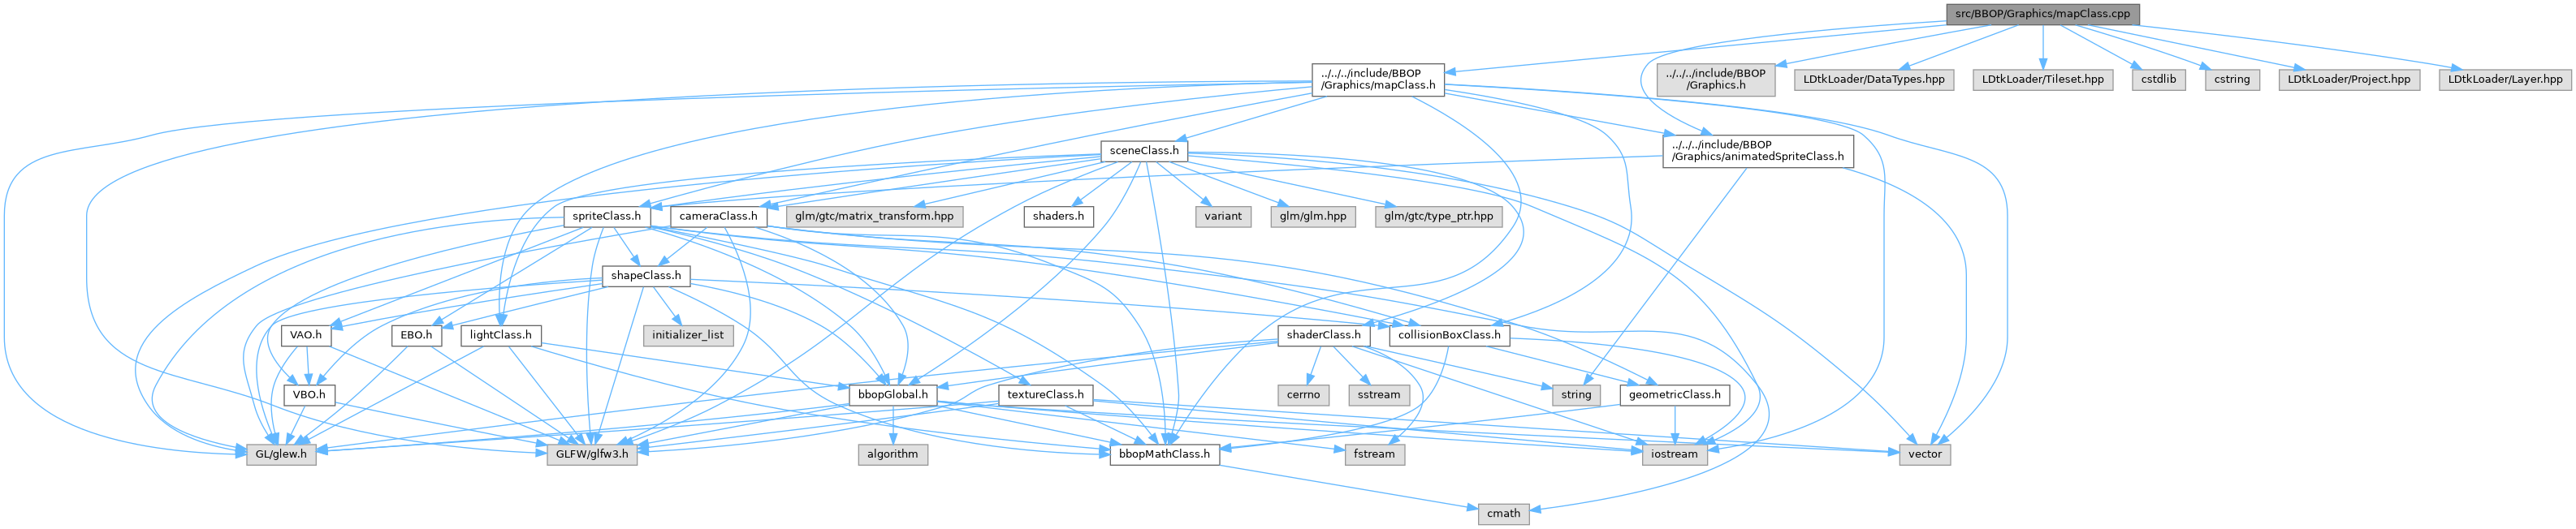 src/BBOP/Graphics/mapClass.cpp
../../../include/BBOP
/Graphics/mapClass.h
../../../include/BBOP
/Graphics.h
LDtkLoader/DataTypes.hpp
LDtkLoader/Tileset.hpp
cstdlib
cstring
LDtkLoader/Project.hpp
LDtkLoader/Layer.hpp
sceneClass.h
../../../include/BBOP
/Graphics/animatedSpriteClass.h
spriteClass.h
cameraClass.h
glm/gtc/matrix_transform.hpp
shaders.h
variant
glm/glm.hpp
glm/gtc/type_ptr.hpp
shapeClass.h
VAO.h
EBO.h
lightClass.h
initializer_list
shaderClass.h
collisionBoxClass.h
VBO.h
bbopGlobal.h
textureClass.h
cerrno
sstream
string
geometricClass.h
GL/glew.h
GLFW/glfw3.h
algorithm
bbopMathClass.h
fstream
iostream
vector
cmath